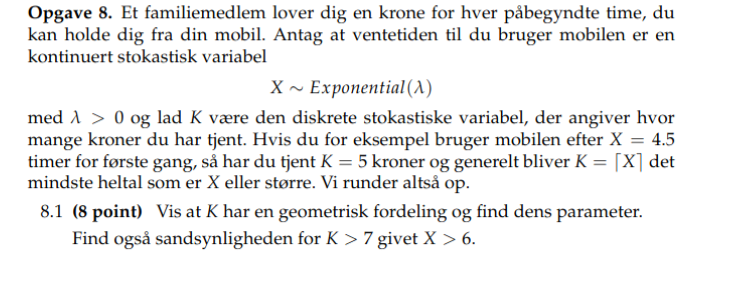 Opgave 8. Et familiemedlem lover dig en krone for hver påbegyndte time, du
kan holde dig fra din mobil. Antag at ventetiden til du bruger mobilen er en
kontinuert stokastisk variabel
X ∼ Exponential(λ)
med λ > 0 og lad K være den diskrete stokastiske variabel, der angiver hvor
mange kroner du har tjent. Hvis du for eksempel bruger mobilen efter X = 4.5
timer for første gang, så har du tjent K = 5 kroner og generelt bliver K = ⌈X⌉ det
mindste heltal som er X eller større. Vi runder altså op.
8.1 (8 point) Vis at K har en geometrisk fordeling og find dens parameter.
Find også sandsynligheden for K > 7 givet X > 6.